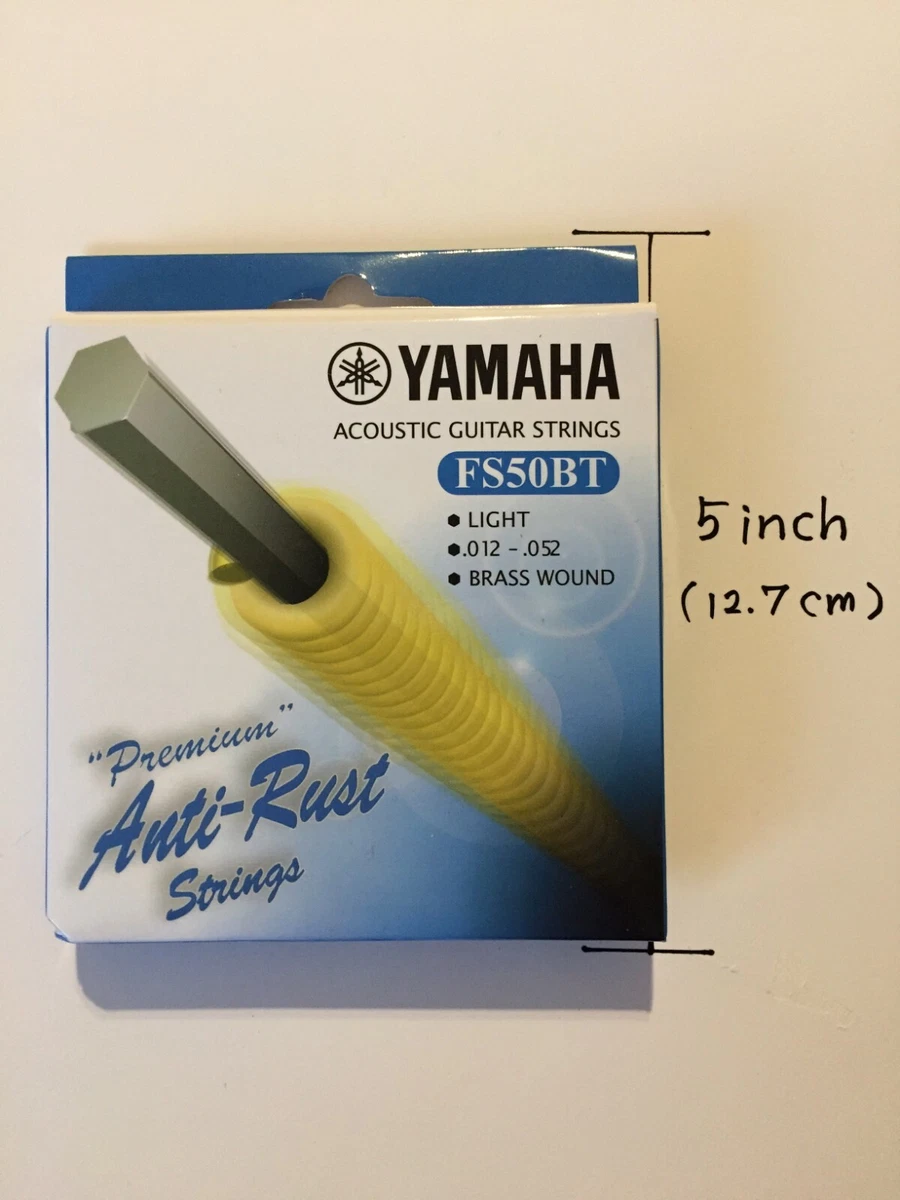 YAMAHA
ACOUSTIC GUITAR STRINGS
FS50BT
• LIGHT
• .012 - .052
• BRASS WOUND
5 inch
(12.7 cm)
"Premium"
Anti-Rust
Strings